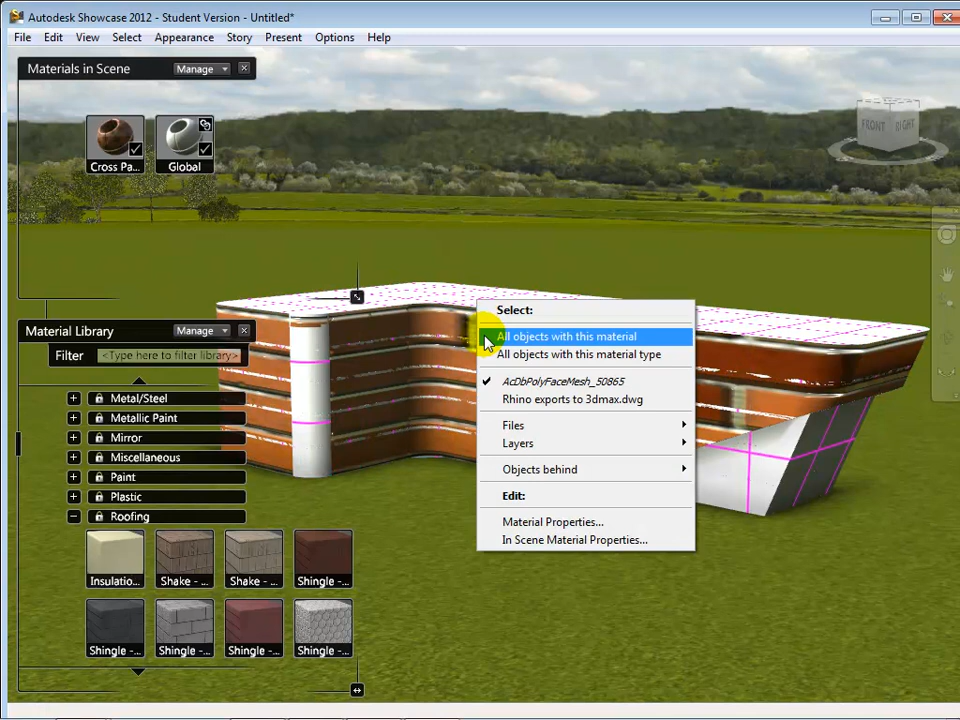 Autodesk Showcase 2012 - Student Version - Untitled*
File Edit View Select Appearance Story Present Options Help
Materials in Scene Manage
FRONT RIGHT
Cross Pa... Global
Select:
All objects with this material
All objects with this material type
AcDbPolyFaceMesh_50865
Rhino exports to 3dmax.dwg
Files
Layers
Objects behind
Edit:
Material Properties...
In Scene Material Properties...
Material Library Manage
Filter <Type here to filter library>
Metal/Steel
Metallic Paint
Mirror
Miscellaneous
Paint
Plastic
Roofing
Insulatio... Shake - ... Shake - ... Shingle -...
Shingle -... Shingle -... Shingle -... Shingle -...